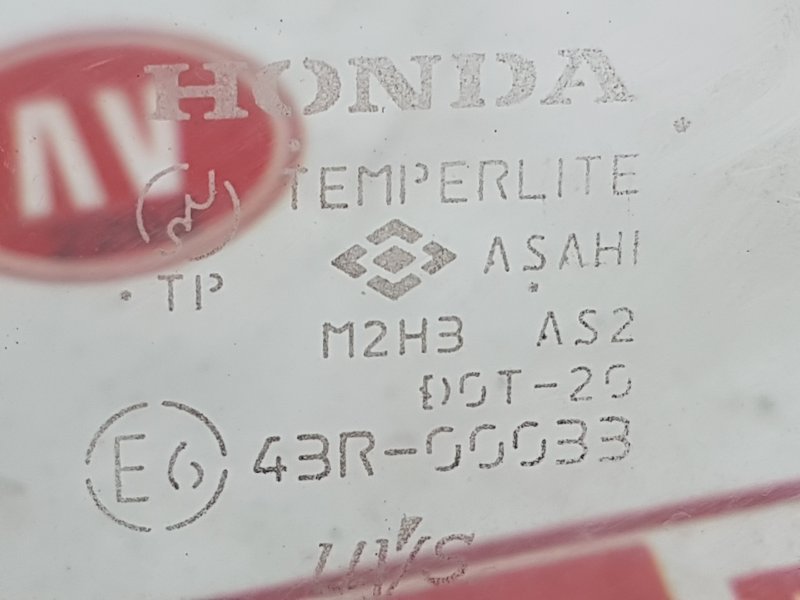 HONDA
TEMPERLITE
ASAHI
TP
M2H3 AS2
DOT-20
E6 43R-00033